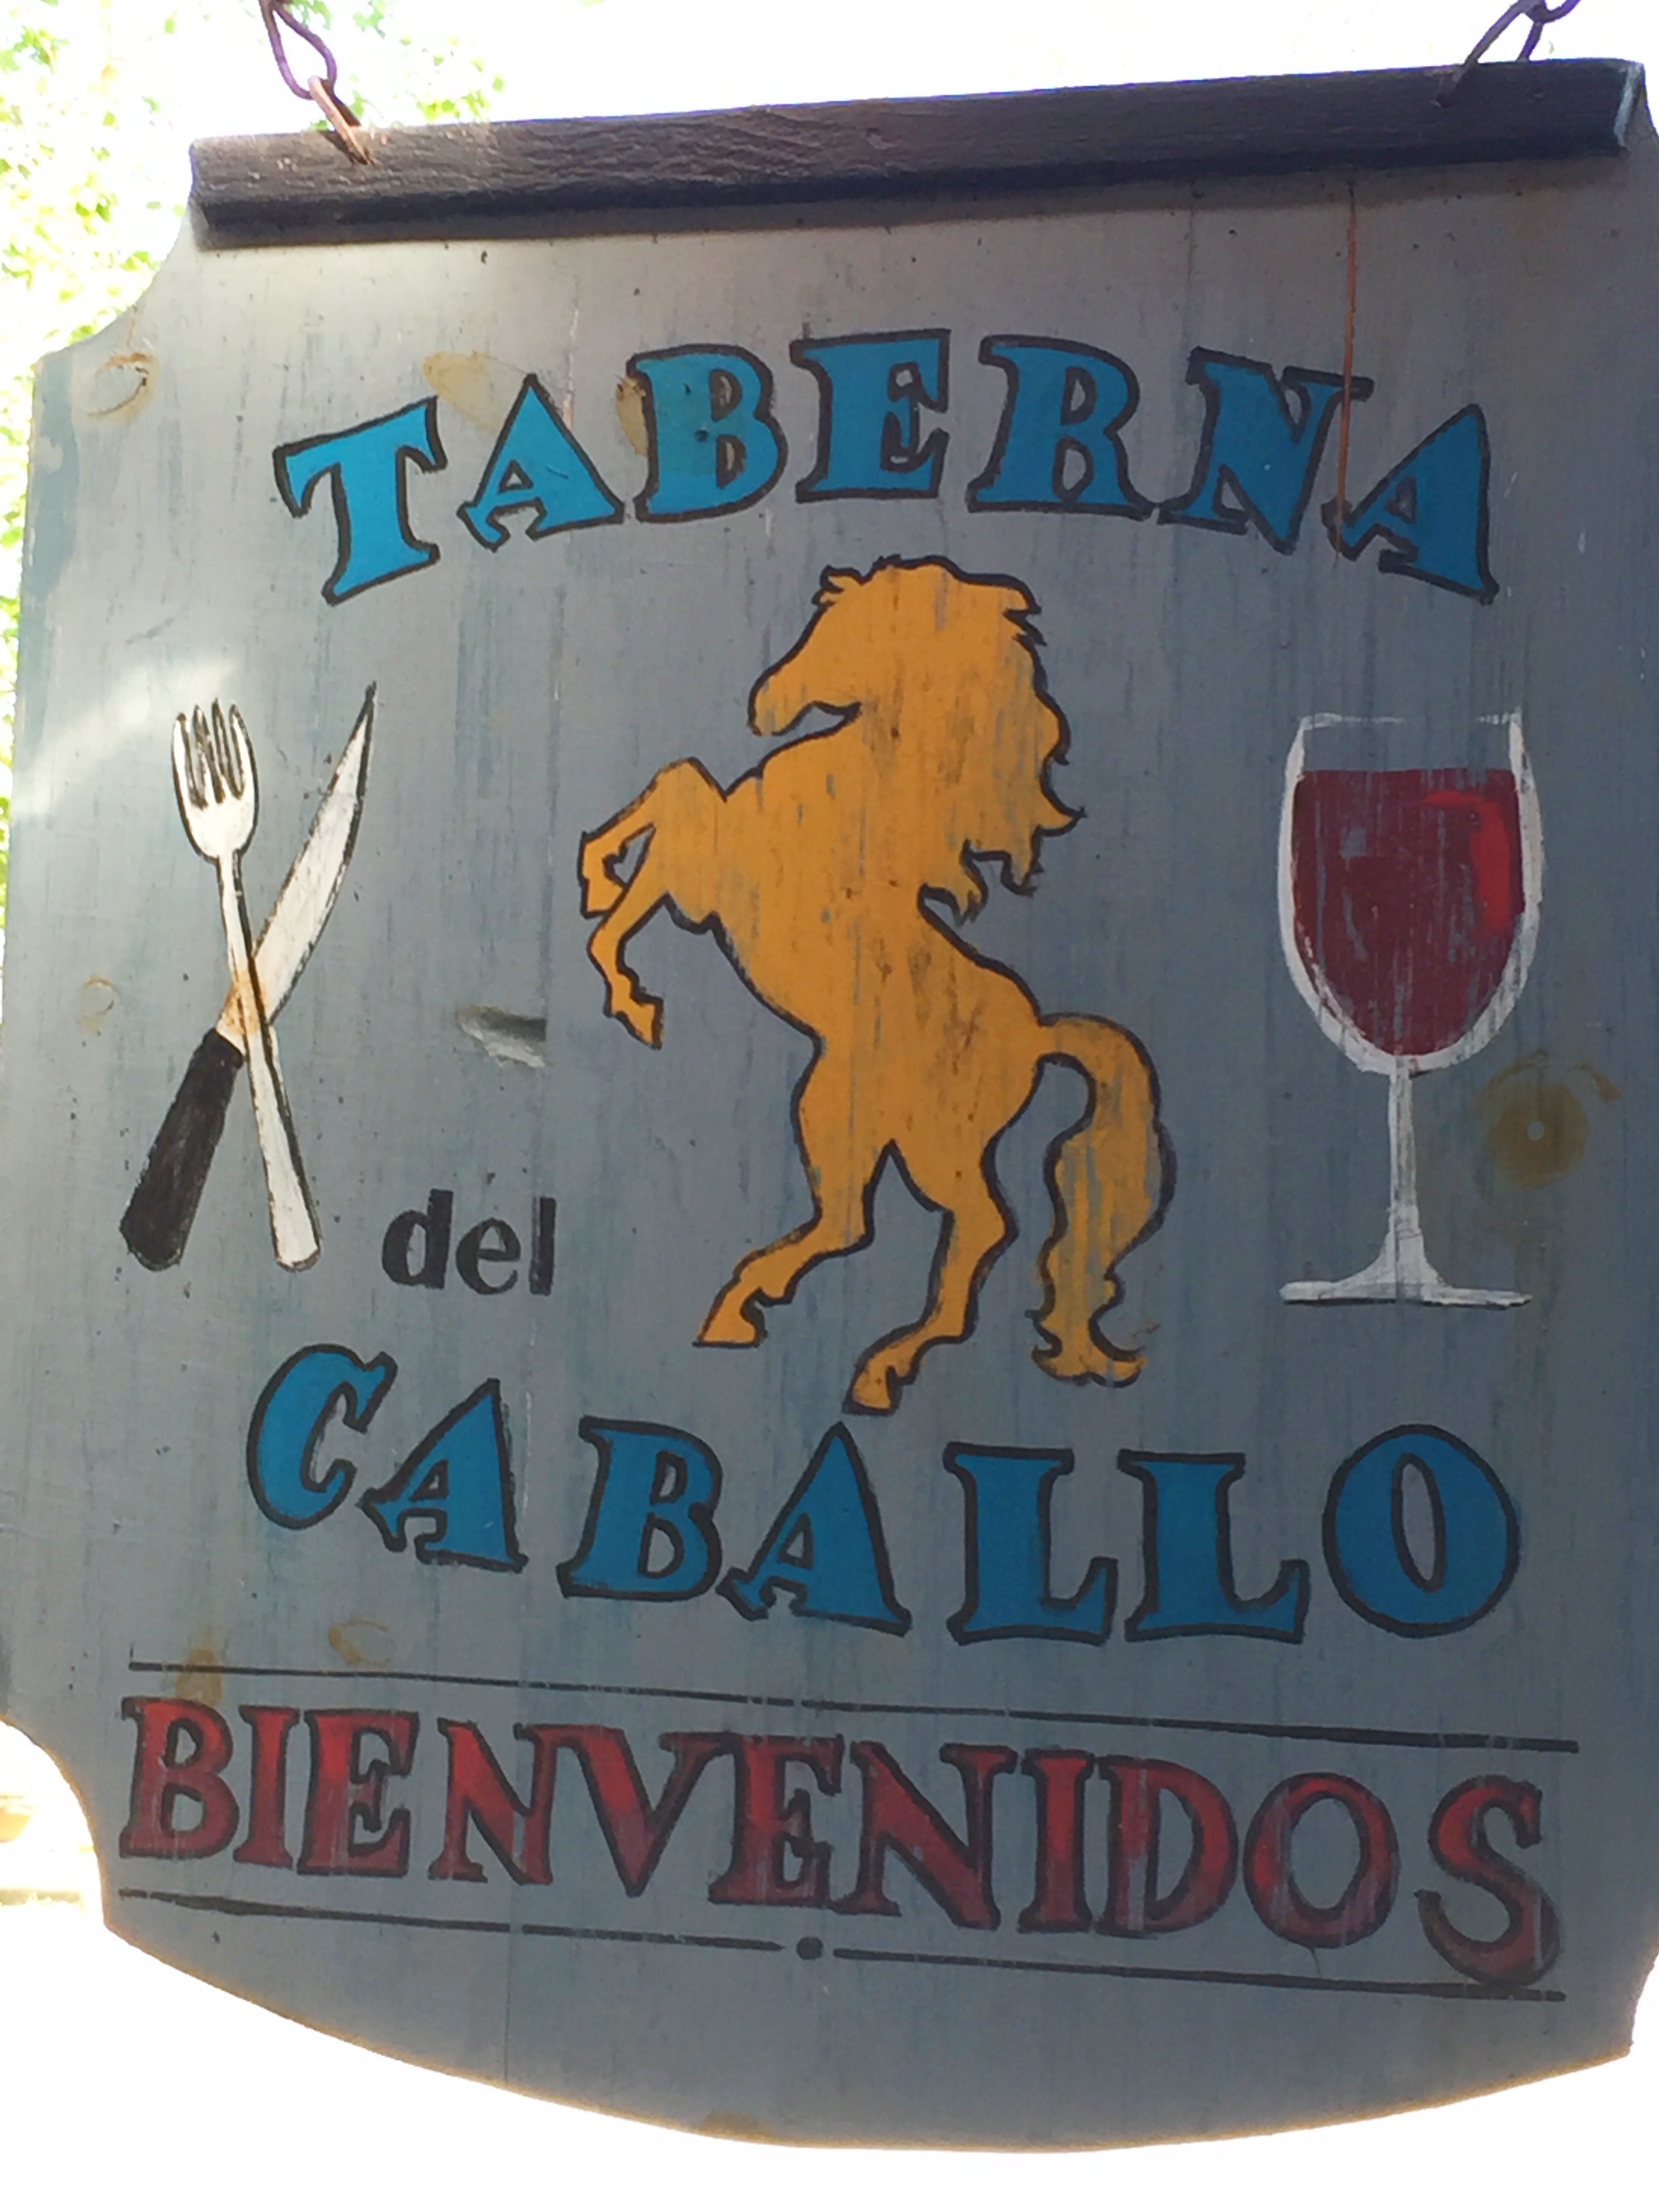 TABERNA
del
CABALLO
BIENVENIDOS